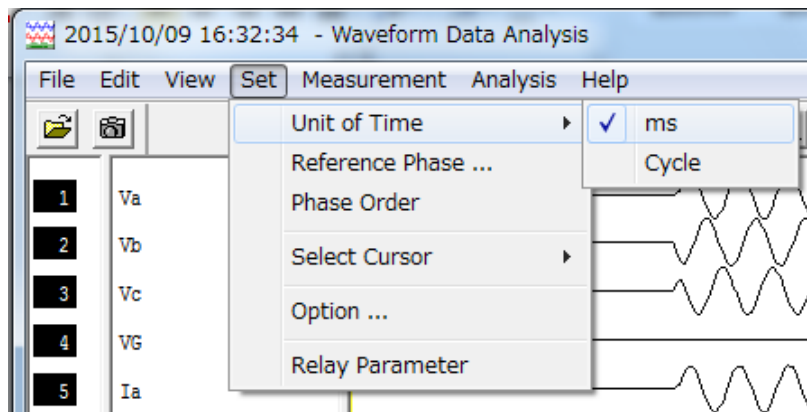 2015/10/09 16:32:34 - Waveform Data Analysis
File Edit View Set Measurement Analysis Help
Unit of Time
ms
Reference Phase ...
Cycle
Phase Order
Select Cursor
Option ...
Relay Parameter
1 Va
2 Vb
3 Vc
4 VG
5 Ia